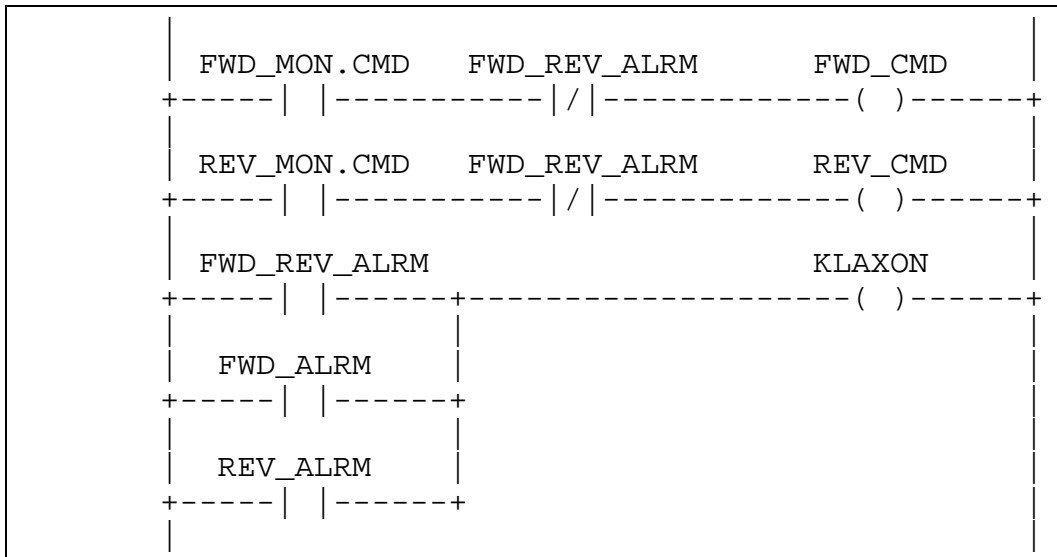 FWD_MON.CMD FWD_REV_ALRM FWD_CMD
+-----| |-----------|/|-------------( )------+
REV_MON.CMD FWD_REV_ALRM REV_CMD
+-----| |-----------|/|-------------( )------+
FWD_REV_ALRM KLAXON
+-----| |------+--------------------( )------+
FWD_ALRM
+-----| |------+
REV_ALRM
+-----| |------+